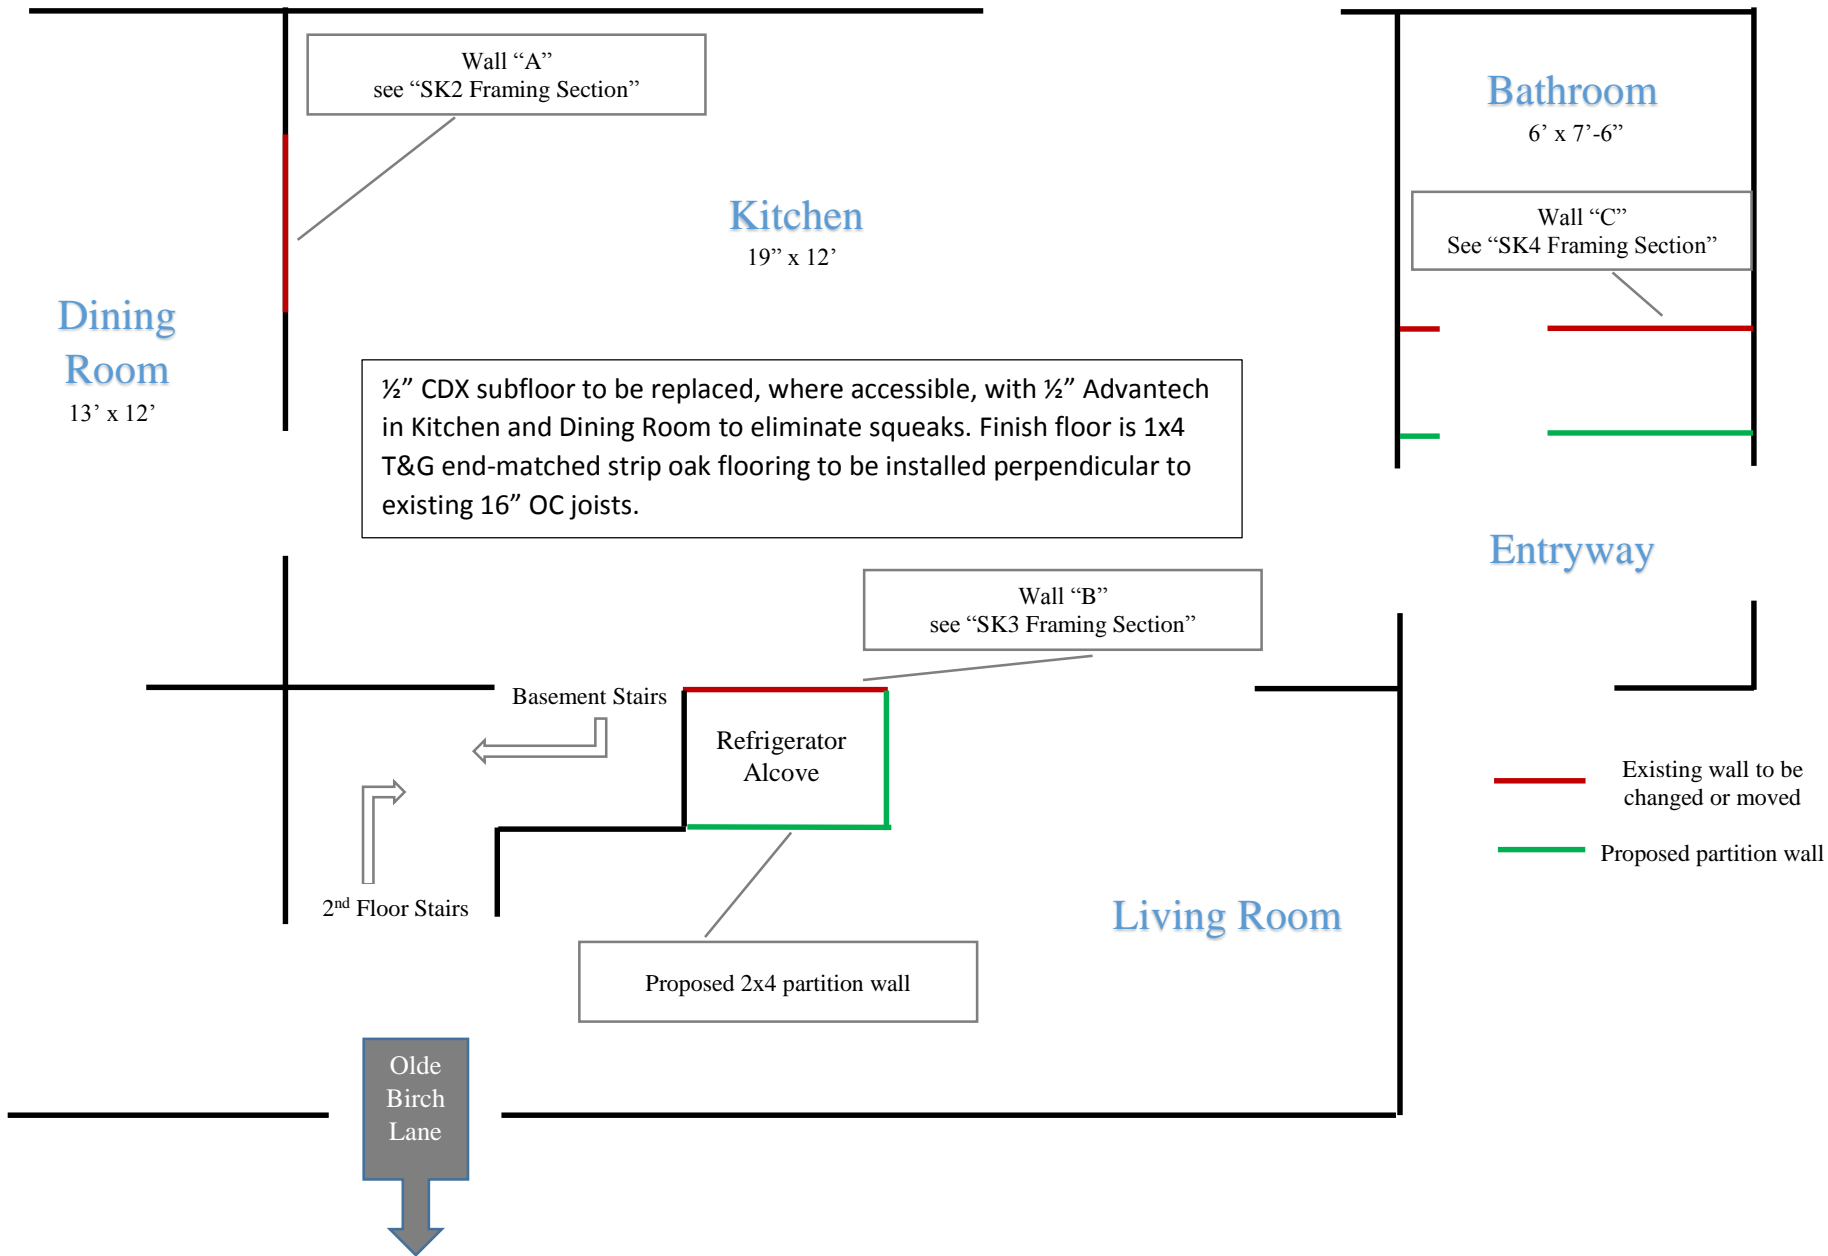 Wall “A”
see “SK2 Framing Section”
Bathroom
6’ x 7’-6”
Kitchen
19” x 12’
Wall “C”
See “SK4 Framing Section”
Dining
Room
13’ x 12’
½” CDX subfloor to be replaced, where accessible, with ½” Advantech
in Kitchen and Dining Room to eliminate squeaks. Finish floor is 1x4
T&G end-matched strip oak flooring to be installed perpendicular to
existing 16” OC joists.
Entryway
Wall “B”
see “SK3 Framing Section”
Basement Stairs
Refrigerator
Alcove
Existing wall to be
changed or moved
Proposed partition wall
2nd Floor Stairs
Living Room
Proposed 2x4 partition wall
Olde
Birch
Lane